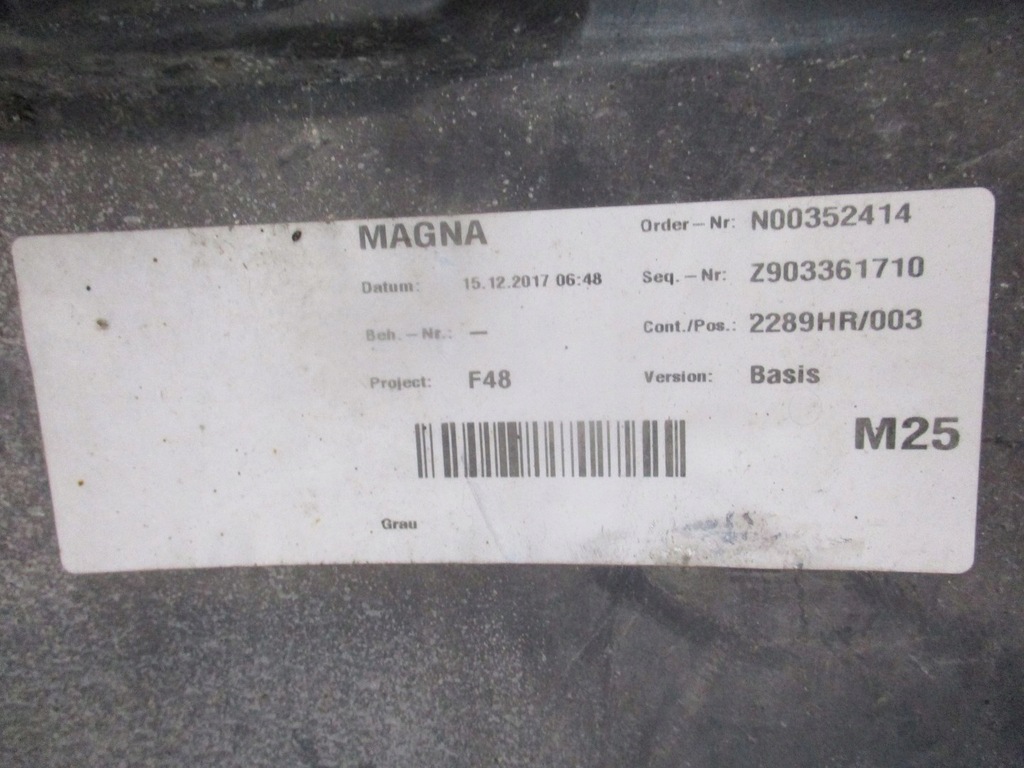 MAGNA Order-Nr: N00352414
Datum: 15.12.2017 06:48 Seq.-Nr: Z903361710
Beh.-Nr.: — Cont./Pos.: 2289HR/003
Project: F48 Version: Basis
M25
Grau